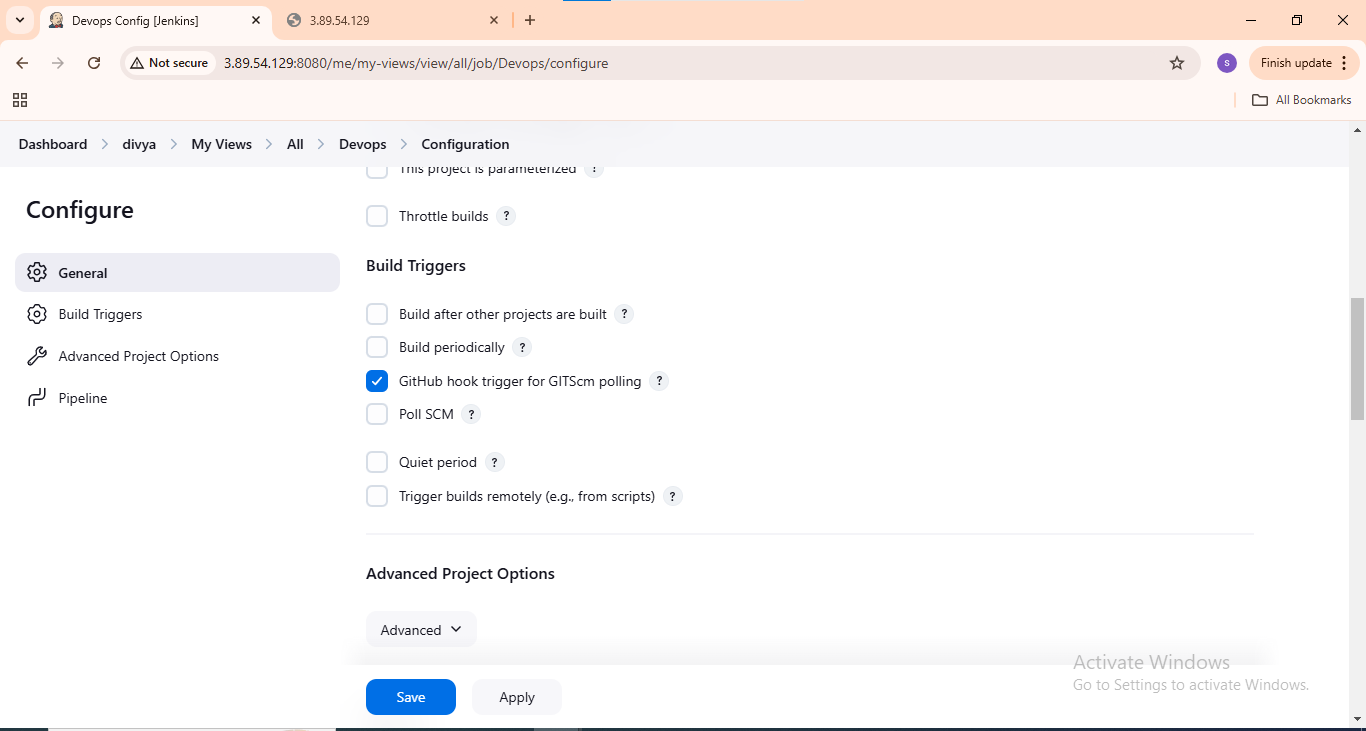 Devops Config [Jenkins]
3.89.54.129
Not secure
3.89.54.129:8080/me/my-views/view/all/job/Devops/configure
S
Finish update
All Bookmarks
Dashboard > divya > My Views > All > Devops > Configuration
This project is parameterized ?
Configure
General
Build Triggers
Advanced Project Options
Pipeline
Throttle builds ?
Build Triggers
Build after other projects are built ?
Build periodically ?
GitHub hook trigger for GITScm polling ?
Poll SCM ?
Quiet period ?
Trigger builds remotely (e.g., from scripts) ?
Advanced Project Options
Advanced
Save
Apply
Activate Windows
Go to Settings to activate Windows.